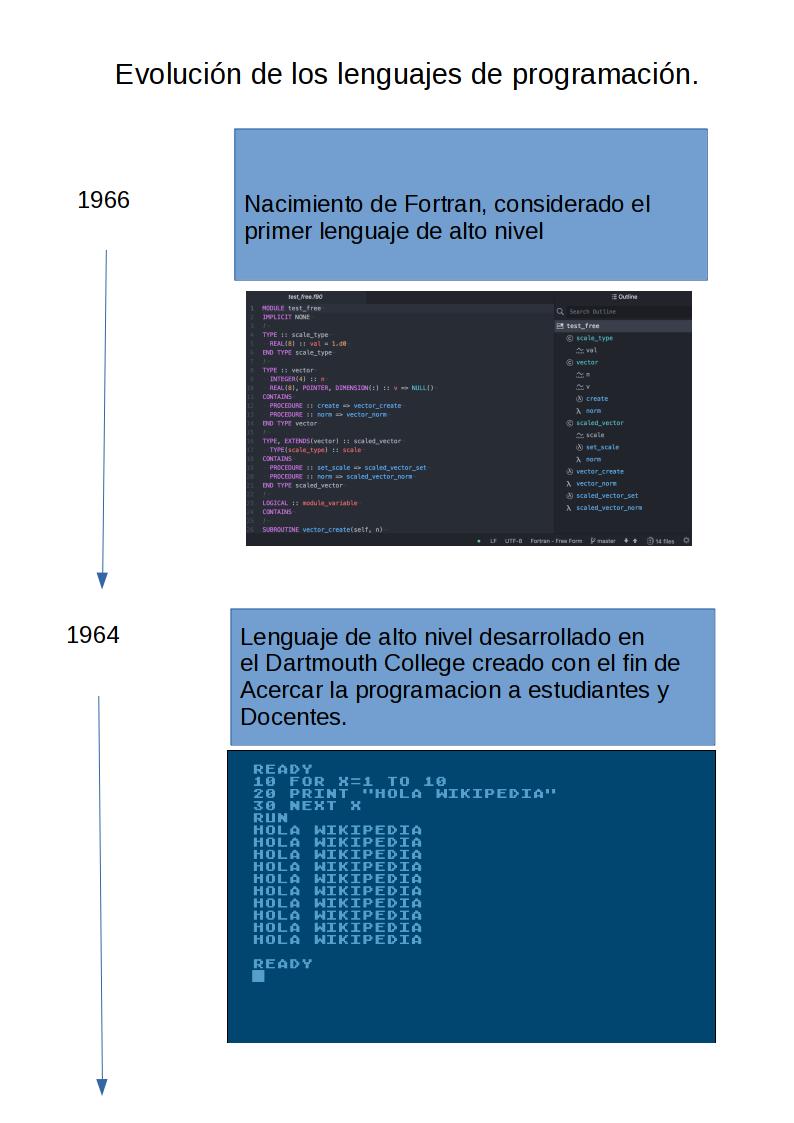 Evolución de los lenguajes de programación.
1966
Nacimiento de Fortran, considerado el
primer lenguaje de alto nivel
test_free.f90
Outline
Search Outline
1 MODULE test_free
2 IMPLICIT NONE
3 !
4 TYPE :: scale_type
5 REAL(8) :: val = 1.d0
6 END TYPE scale_type
7 !
8 TYPE :: vector
9 INTEGER(4) :: n
10 REAL(8), POINTER, DIMENSION(:) :: v => NULL()
11 CONTAINS
12 PROCEDURE :: create => vector_create
13 PROCEDURE :: norm => vector_norm
14 END TYPE vector
15 !
16 TYPE, EXTENDS(vector) :: scaled_vector
17 TYPE(scale_type) :: scale
18 CONTAINS
19 PROCEDURE :: set_scale => scaled_vector_set
20 PROCEDURE :: norm => scaled_vector_norm
21 END TYPE scaled_vector
22 !
23 LOGICAL :: module_variable
24 CONTAINS
25 !
26 SUBROUTINE vector_create(self, n)
test_free
scale_type
val
vector
n
v
create
norm
scaled_vector
scale
set_scale
norm
vector_create
vector_norm
scaled_vector_set
scaled_vector_norm
LF UTF-8 Fortran - Free Form master 14 files
1964
Lenguaje de alto nivel desarrollado en
el Dartmouth College creado con el fin de
Acercar la programacion a estudiantes y
Docentes.
READY
10 FOR X=1 TO 10
20 PRINT "HOLA WIKIPEDIA"
30 NEXT X
RUN
HOLA WIKIPEDIA
HOLA WIKIPEDIA
HOLA WIKIPEDIA
HOLA WIKIPEDIA
HOLA WIKIPEDIA
HOLA WIKIPEDIA
HOLA WIKIPEDIA
HOLA WIKIPEDIA
HOLA WIKIPEDIA
HOLA WIKIPEDIA
READY